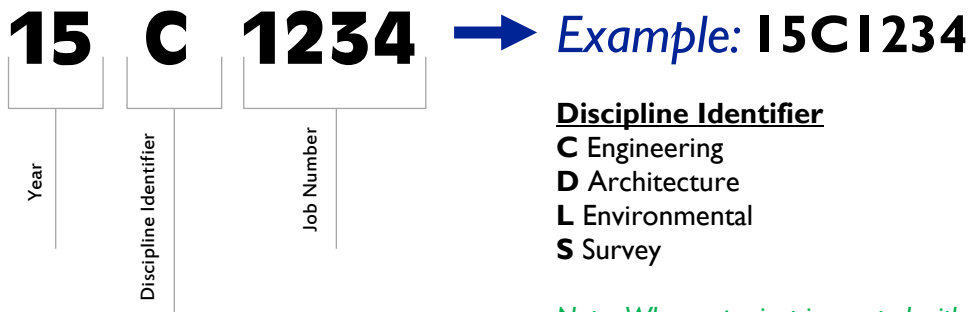 15 C 1234
Example: 15C1234
Year
Discipline Identifier
Job Number
Discipline Identifier
C Engineering
D Architecture
L Environmental
S Survey